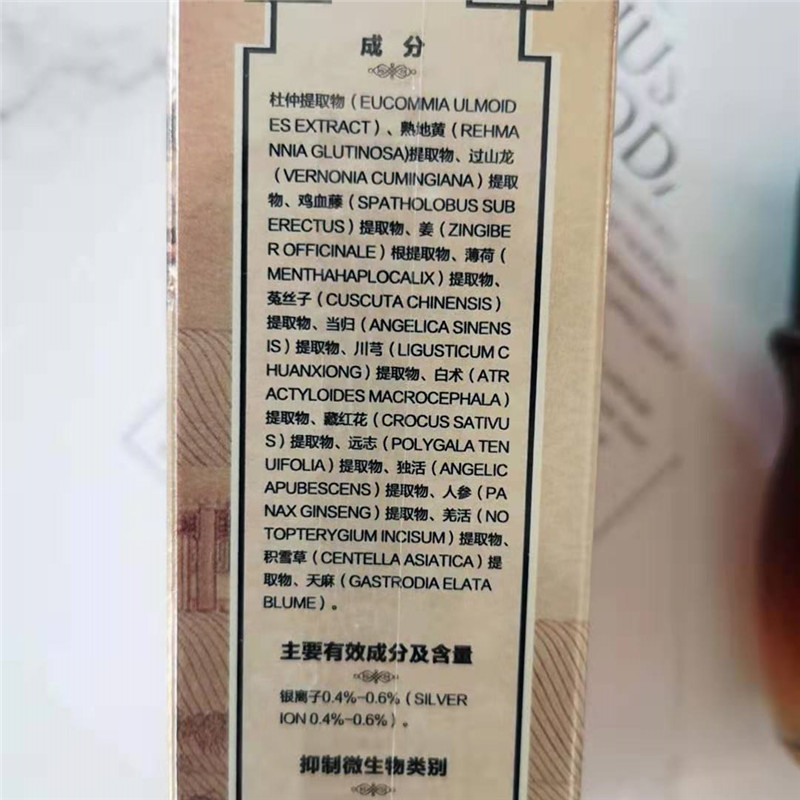 成 分
杜仲提取物（EUCOMMIA ULMOID
ES EXTRACT）、熟地黄（REHMA
NNIA GLUTINOSA)提取物、过山龙
（VERNONIA CUMINGIANA）提取
物、鸡血藤（SPATHOLOBUS SUB
ERECTUS）提取物、姜（ZINGIBE
R OFFICINALE）根提取物、薄荷（
MENTHAHAPLOCALIX）提取物、
菟丝子（CUSCUTA CHINENSIS）
提取物、当归（ANGELICA SINENS
IS）提取物、川芎（LIGUSTICUM C
HUANXIONG）提取物、白术（ATR
ACTYLOIDES MACROCEPHALA）
提取物、藏红花（CROCUS SATIVU
S）提取物、远志（POLYGALA TEN
UIFOLIA）提取物、独活（ANGELIC
APUBESCENS）提取物、人参（PA
NAX GINSENG）提取物、羌活（NO
TOPTERYGIUM INCISUM）提取物、
积雪草（CENTELLA ASIATICA）提
取物、天麻（GASTRODIA ELATA
BLUME）。
主要有效成分及含量
银离子0.4%-0.6%（SILVER
ION 0.4%-0.6%）。
抑制微生物类别